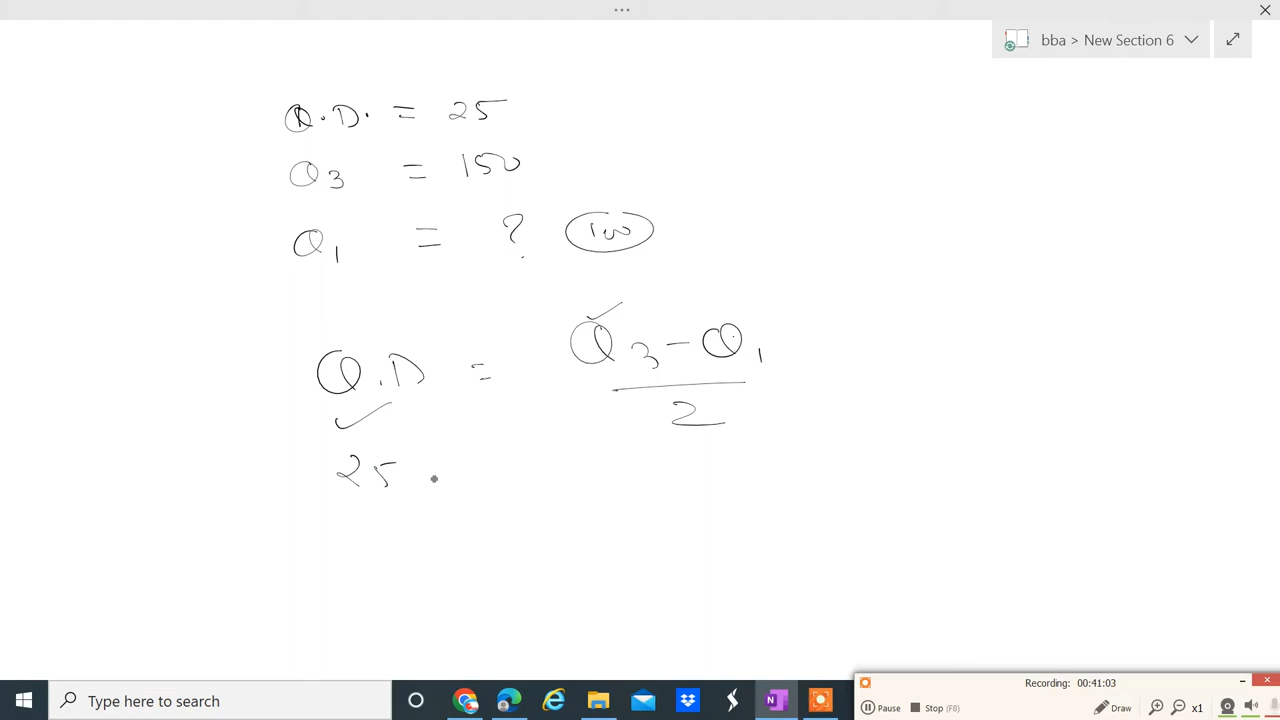 bba > New Section 6
Q.D. = 25
Q3 = 150
Q1 = ? 100
Q.D = Q3 - Q1
2
25
Type here to search
Recording: 00:41:03
Pause Stop (F8) Draw x1